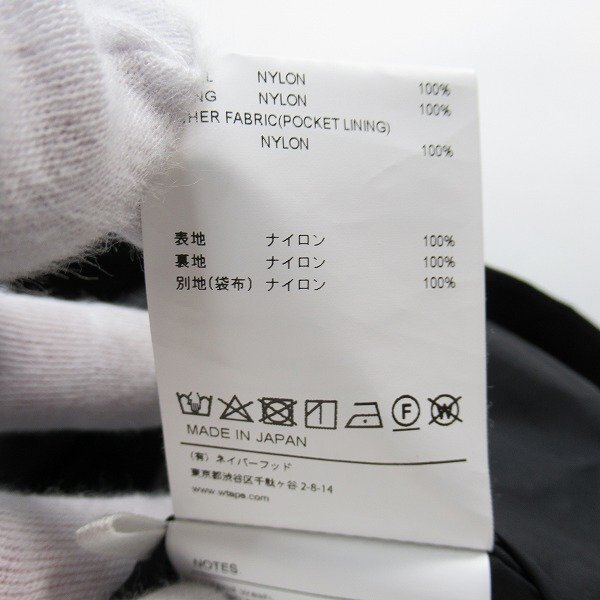 NYLON 100%
NYLON 100%
FABRIC(POCKET LINING)
NYLON 100%
表地 ナイロン 100%
裏地 ナイロン 100%
別地(袋布) ナイロン 100%
F W
MADE IN JAPAN
(有) ネイバーフッド
東京都渋谷区千駄ヶ谷 2-8-14
www.wtaps.com
NOTES.